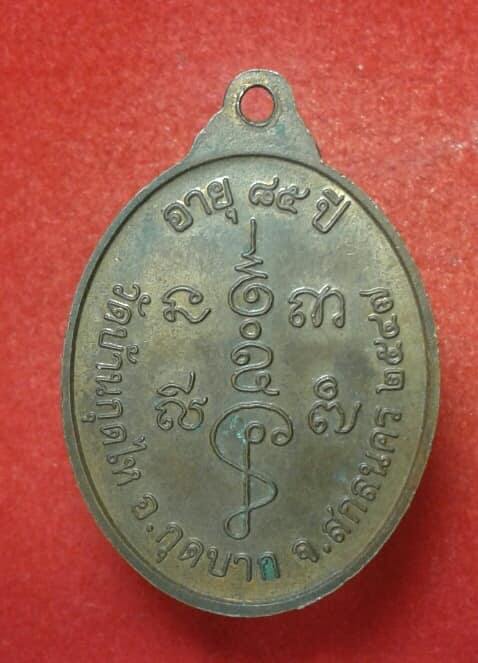 อายุ ๘๕ ปี
วัดบ้านกุดไห อ.กุดบาก จ.สกลนคร ๒๕๔๗